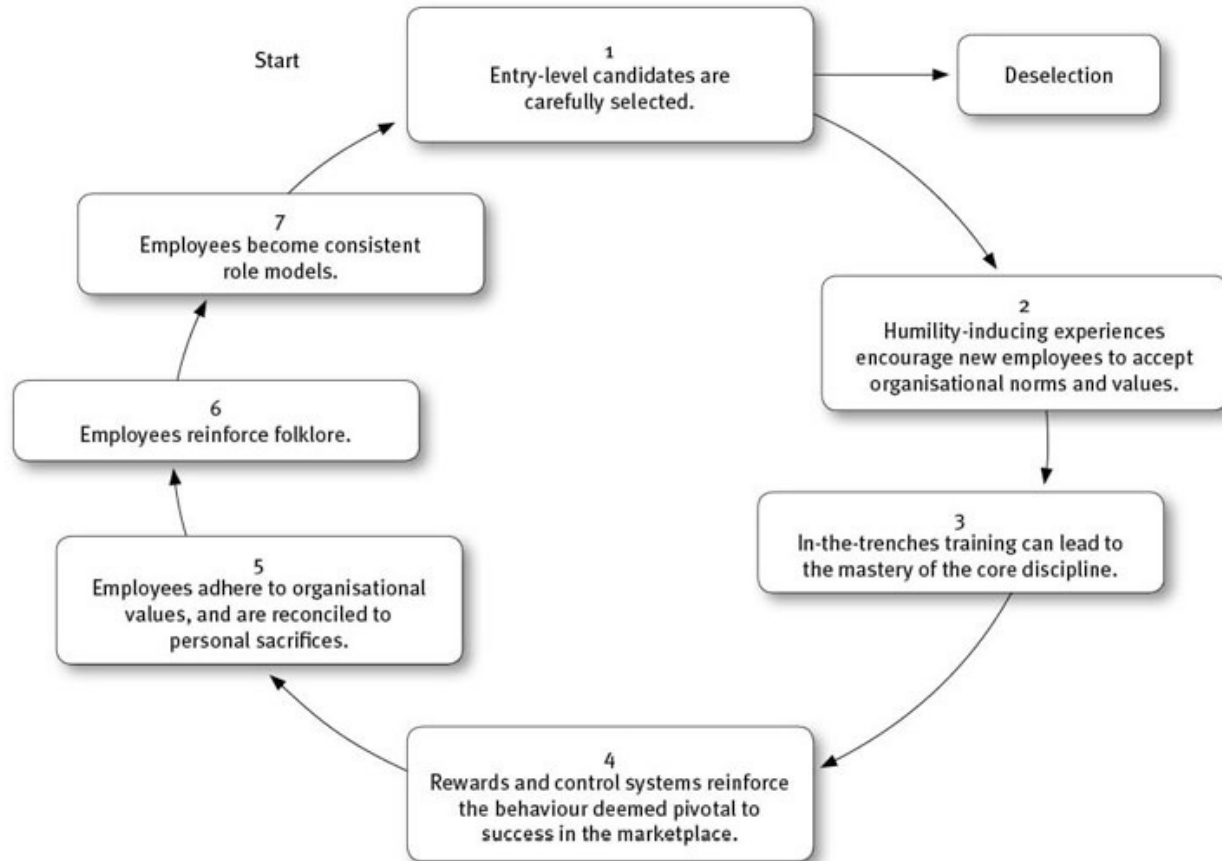 Start
1
Entry-level candidates are
carefully selected.
Deselection
2
Humility-inducing experiences
encourage new employees to accept
organisational norms and values.
3
In-the-trenches training can lead to
the mastery of the core discipline.
4
Rewards and control systems reinforce
the behaviour deemed pivotal to
success in the marketplace.
5
Employees adhere to organisational
values, and are reconciled to
personal sacrifices.
6
Employees reinforce folklore.
7
Employees become consistent
role models.